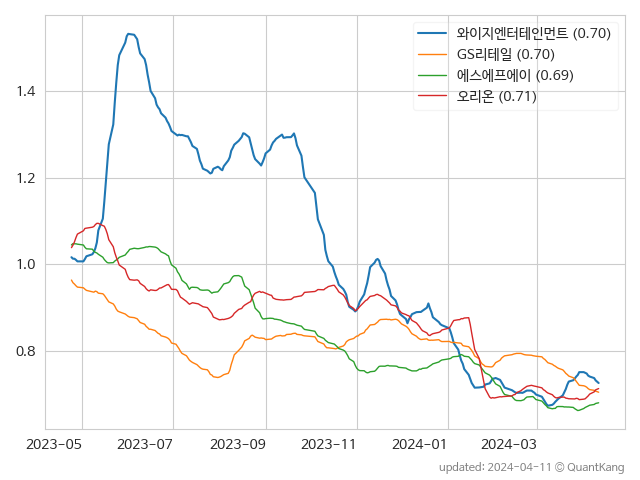 와이지엔터테인먼트 (0.70)
GS리테일 (0.70)
에스에프에이 (0.69)
오리온 (0.71)
1.4
1.2
1.0
0.8
2023-05 2023-07 2023-09 2023-11 2024-01 2024-03
updated: 2024-04-11 © QuantKang